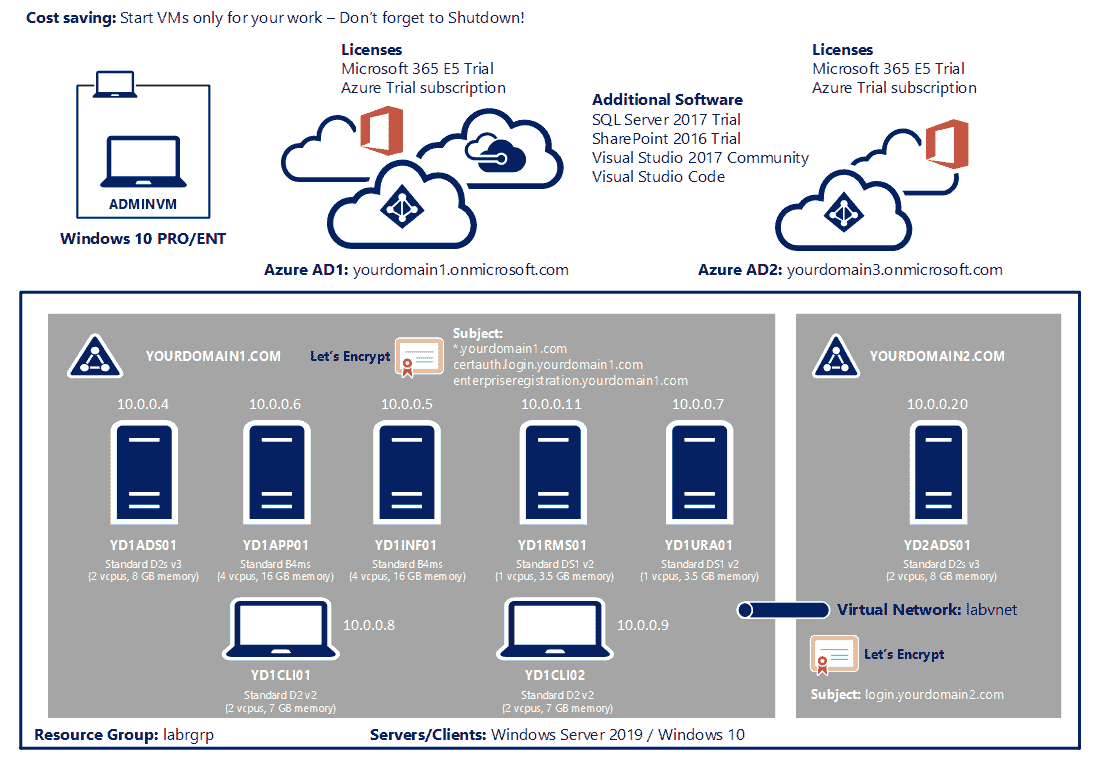 Cost saving: Start VMs only for your work – Don't forget to Shutdown!
Licenses
Microsoft 365 E5 Trial
Azure Trial subscription
Additional Software
SQL Server 2017 Trial
SharePoint 2016 Trial
Visual Studio 2017 Community
Visual Studio Code
Licenses
Microsoft 365 E5 Trial
Azure Trial subscription
ADMINVM
Windows 10 PRO/ENT
Azure AD1: yourdomain1.onmicrosoft.com
Azure AD2: yourdomain3.onmicrosoft.com
YOURDOMAIN1.COM
Let's Encrypt
Subject:
*.yourdomain1.com
certauth.login.yourdomain1.com
enterpriseregistration.yourdomain1.com
YOURDOMAIN2.COM
10.0.0.4
10.0.0.6
10.0.0.5
10.0.0.11
10.0.0.7
10.0.0.20
YD1ADS01
Standard D2s v3
(2 vcpus, 8 GB memory)
YD1APP01
Standard B4ms
(4 vcpus, 16 GB memory)
YD1INF01
Standard B4ms
(4 vcpus, 16 GB memory)
YD1RMS01
Standard DS1 v2
(1 vcpu, 3.5 GB memory)
YD1URA01
Standard DS1 v2
(1 vcpu, 3.5 GB memory)
YD2ADS01
Standard D2s v3
(2 vcpus, 8 GB memory)
10.0.0.8
YD1CLI01
Standard D2 v2
(2 vcpus, 7 GB memory)
10.0.0.9
YD1CLI02
Standard D2 v2
(2 vcpus, 7 GB memory)
Virtual Network: labvnet
Let's Encrypt
Subject: login.yourdomain2.com
Resource Group: labrgrp
Servers/Clients: Windows Server 2019 / Windows 10